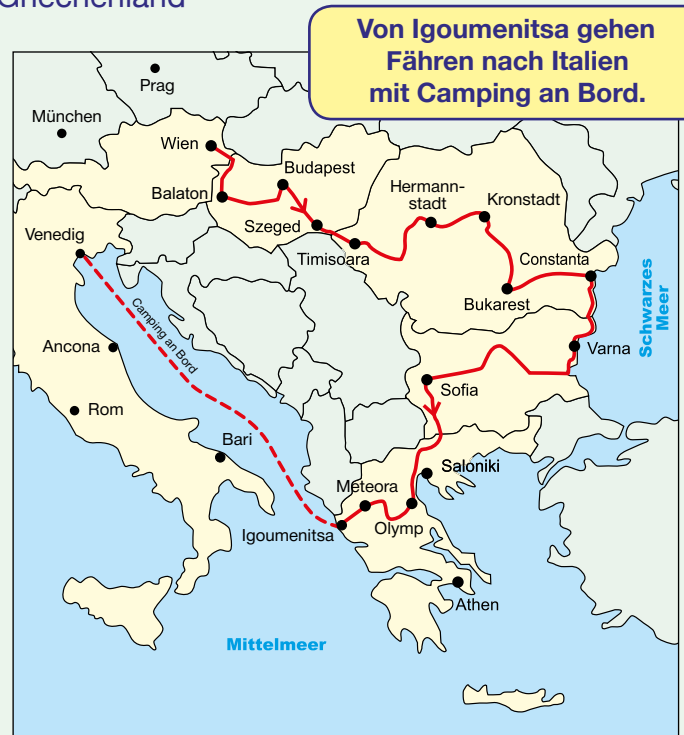 Griechenland
Von Igoumenitsa gehen
Fähren nach Italien
mit Camping an Bord.
Prag
München
Wien
Budapest
Balaton
Hermann-
stadt
Kronstadt
Szeged
Venedig
Timisoara
Constanta
Bukarest
Schwarzes
Meer
Camping an Bord
Ancona
Varna
Sofia
Rom
Bari
Saloniki
Meteora
Igoumenitsa
Olymp
Athen
Mittelmeer